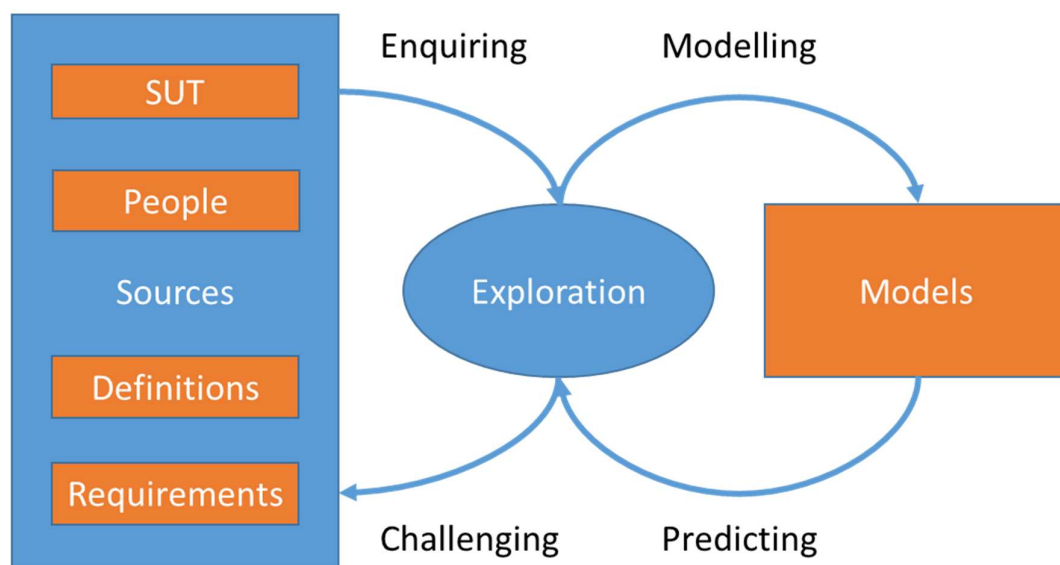 Enquiring
Modelling
SUT
People
Sources
Exploration
Models
Definitions
Requirements
Challenging
Predicting